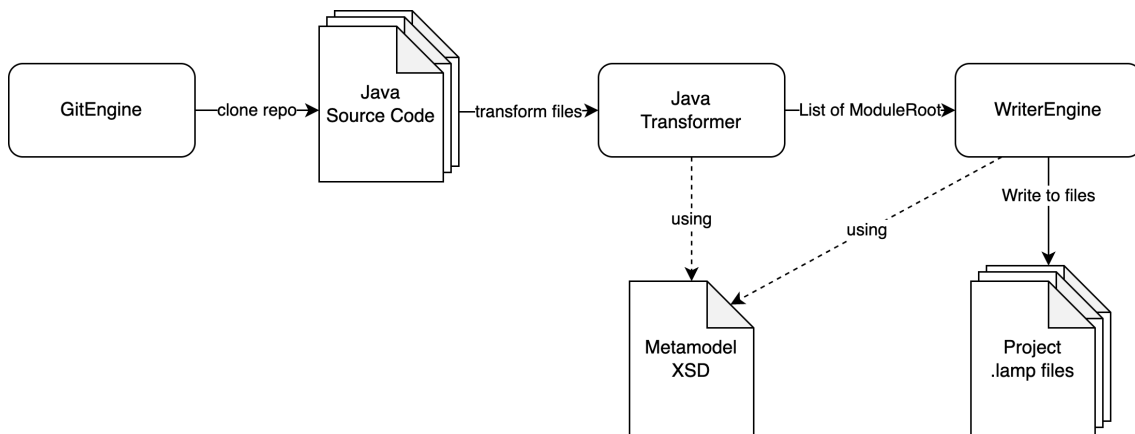 GitEngine
clone repo
Java
Source Code
transform files
Java
Transformer
List of ModuleRoot
WriterEngine
using
using
Write to files
Metamodel
XSD
Project
.lamp files